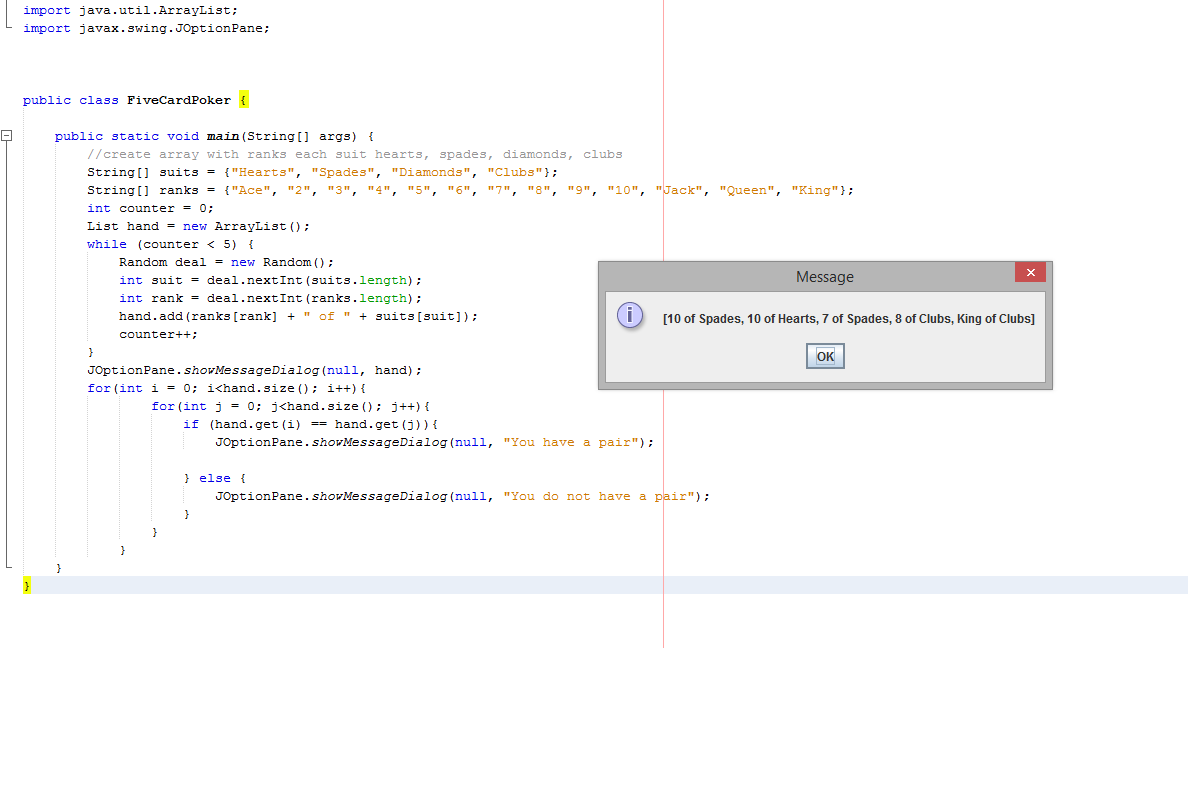 import java.util.ArrayList;
import javax.swing.JOptionPane;
public class FiveCardPoker {
public static void main(String[] args) {
//create array with ranks each suit hearts, spades, diamonds, clubs
String[] suits = {"Hearts", "Spades", "Diamonds", "Clubs"};
String[] ranks = {"Ace", "2", "3", "4", "5", "6", "7", "8", "9", "10", "Jack", "Queen", "King"};
int counter = 0;
List hand = new ArrayList();
while (counter < 5) {
Random deal = new Random();
int suit = deal.nextInt(suits.length);
int rank = deal.nextInt(ranks.length);
hand.add(ranks[rank] + " of " + suits[suit]);
counter++;
}
JOptionPane.showMessageDialog(null, hand);
for(int i = 0; i<hand.size(); i++){
for(int j = 0; j<hand.size(); j++){
if (hand.get(i) == hand.get(j)){
JOptionPane.showMessageDialog(null, "You have a pair");
} else {
JOptionPane.showMessageDialog(null, "You do not have a pair");
}
}
}
}
}
Message
[10 of Spades, 10 of Hearts, 7 of Spades, 8 of Clubs, King of Clubs]
OK